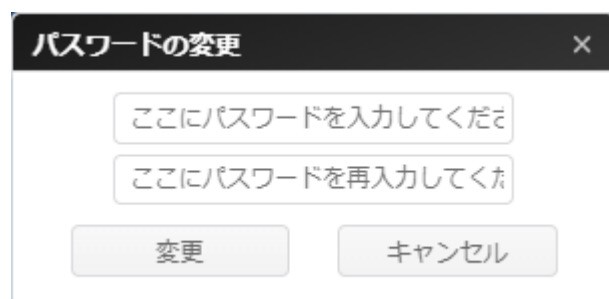 パスワードの変更
ここにパスワードを入力してくださ
ここにパスワードを再入力してくた
変更 キャンセル